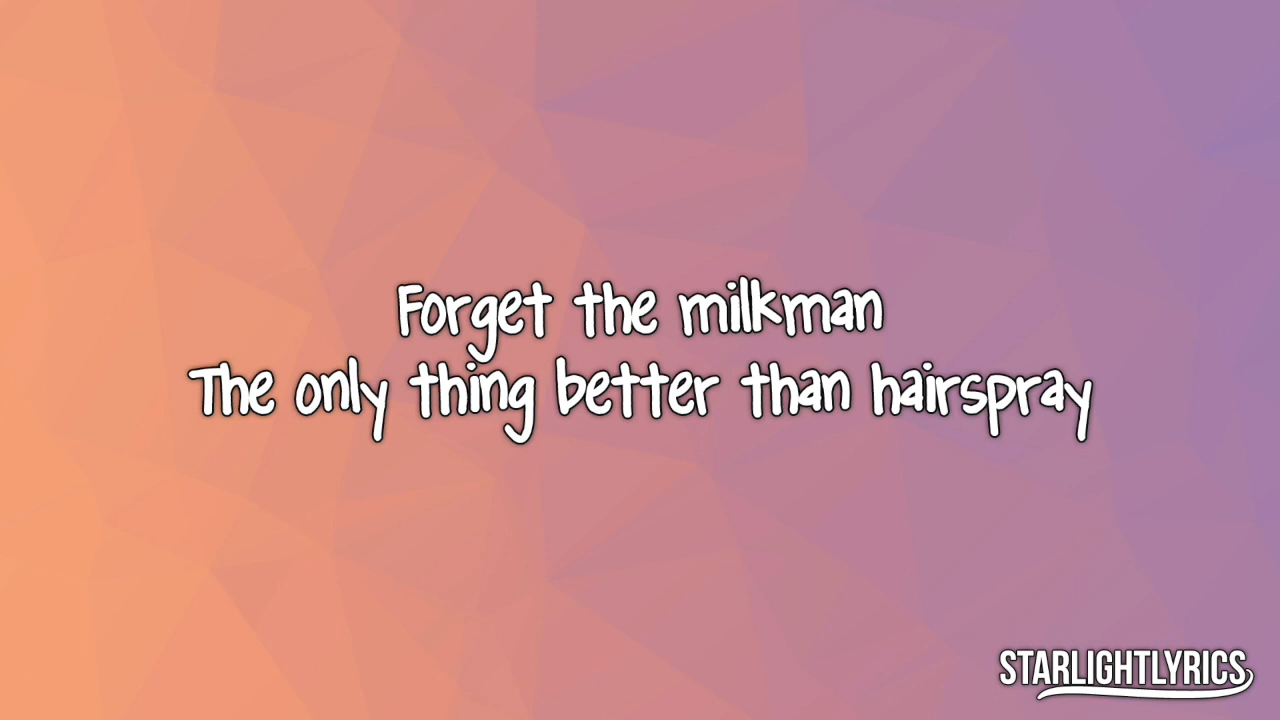 Forget the milkman
The only thing better than hairspray
STARLIGHTLYRICS